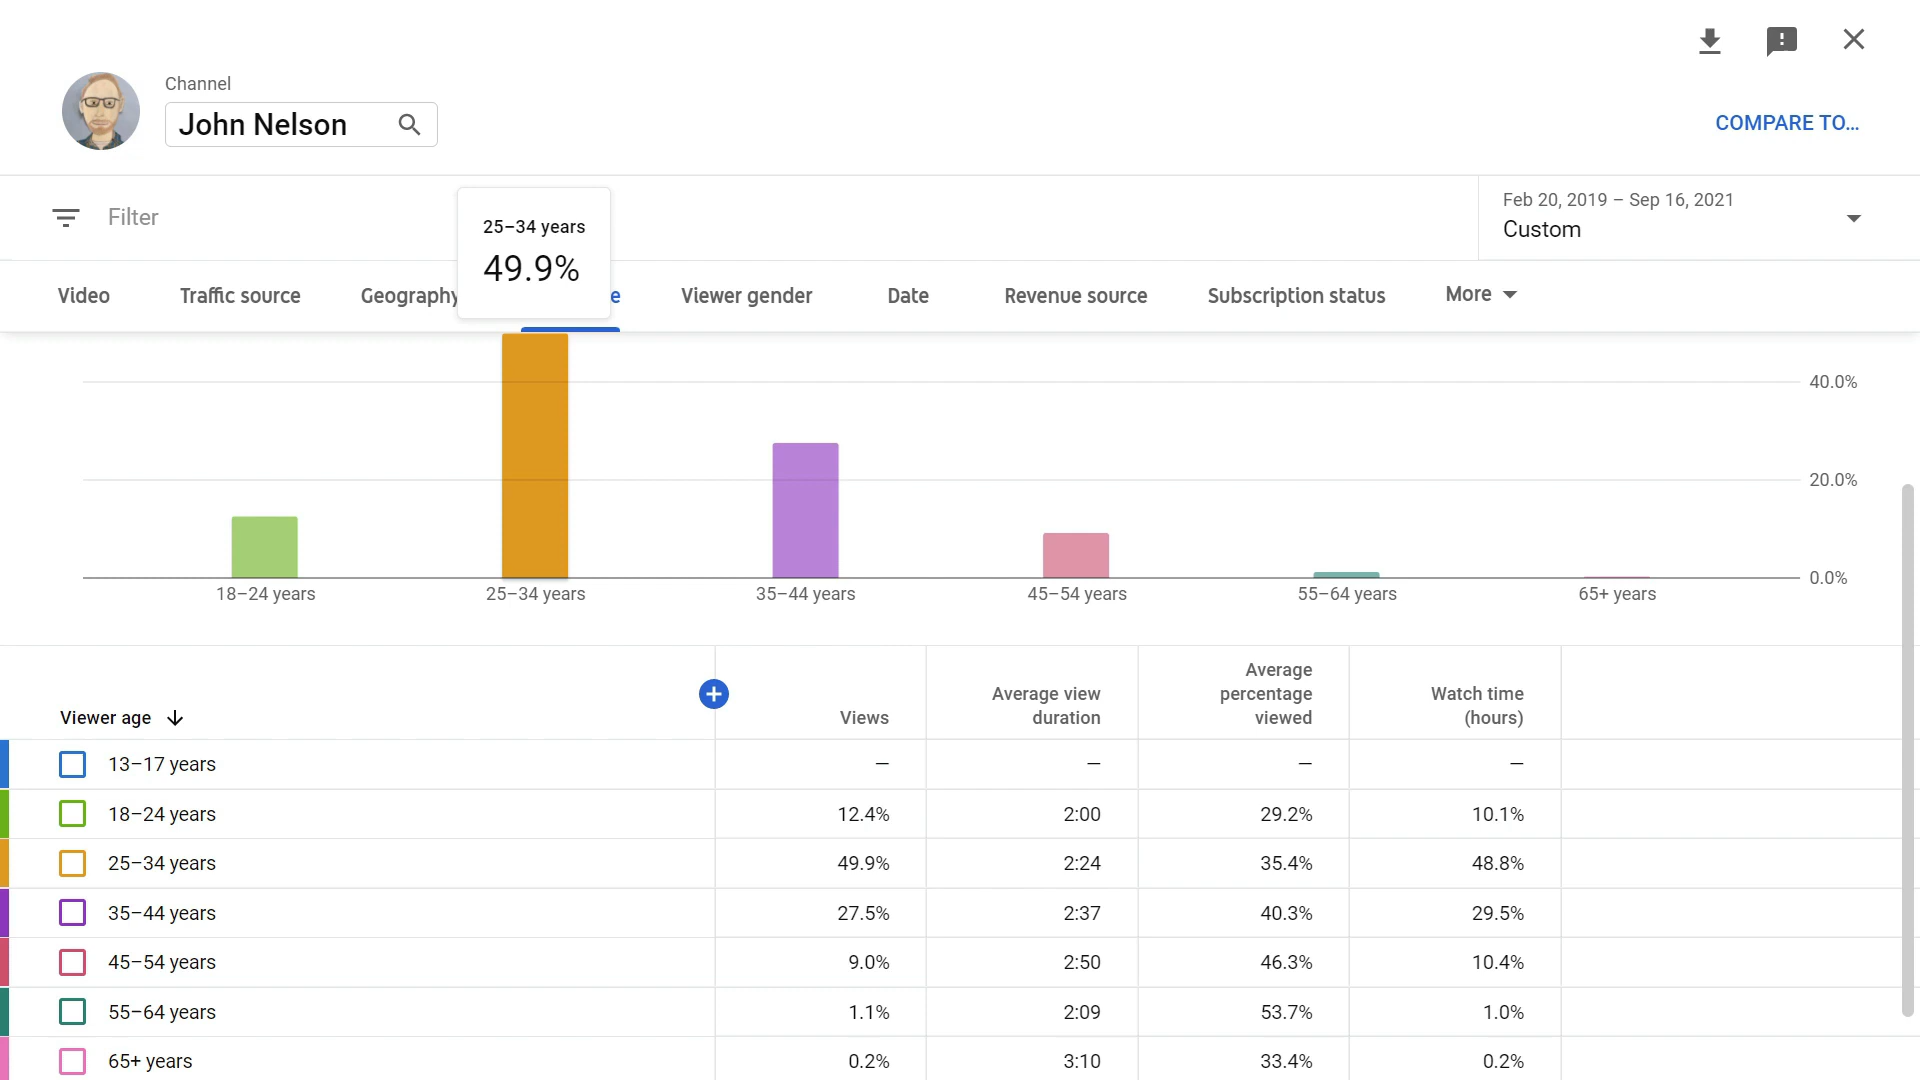 Channel
John Nelson
COMPARE TO...
Filter
25–34 years
49.9%
Feb 20, 2019 – Sep 16, 2021
Custom
Video
Traffic source
Geography
e
Viewer gender
Date
Revenue source
Subscription status
More
40.0%
20.0%
0.0%
18–24 years
25–34 years
35–44 years
45–54 years
55–64 years
65+ years
Viewer age
Views
Average view
duration
Average
percentage
viewed
Watch time
(hours)
13–17 years — — — —
18–24 years 12.4% 2:00 29.2% 10.1%
25–34 years 49.9% 2:24 35.4% 48.8%
35–44 years 27.5% 2:37 40.3% 29.5%
45–54 years 9.0% 2:50 46.3% 10.4%
55–64 years 1.1% 2:09 53.7% 1.0%
65+ years 0.2% 3:10 33.4% 0.2%